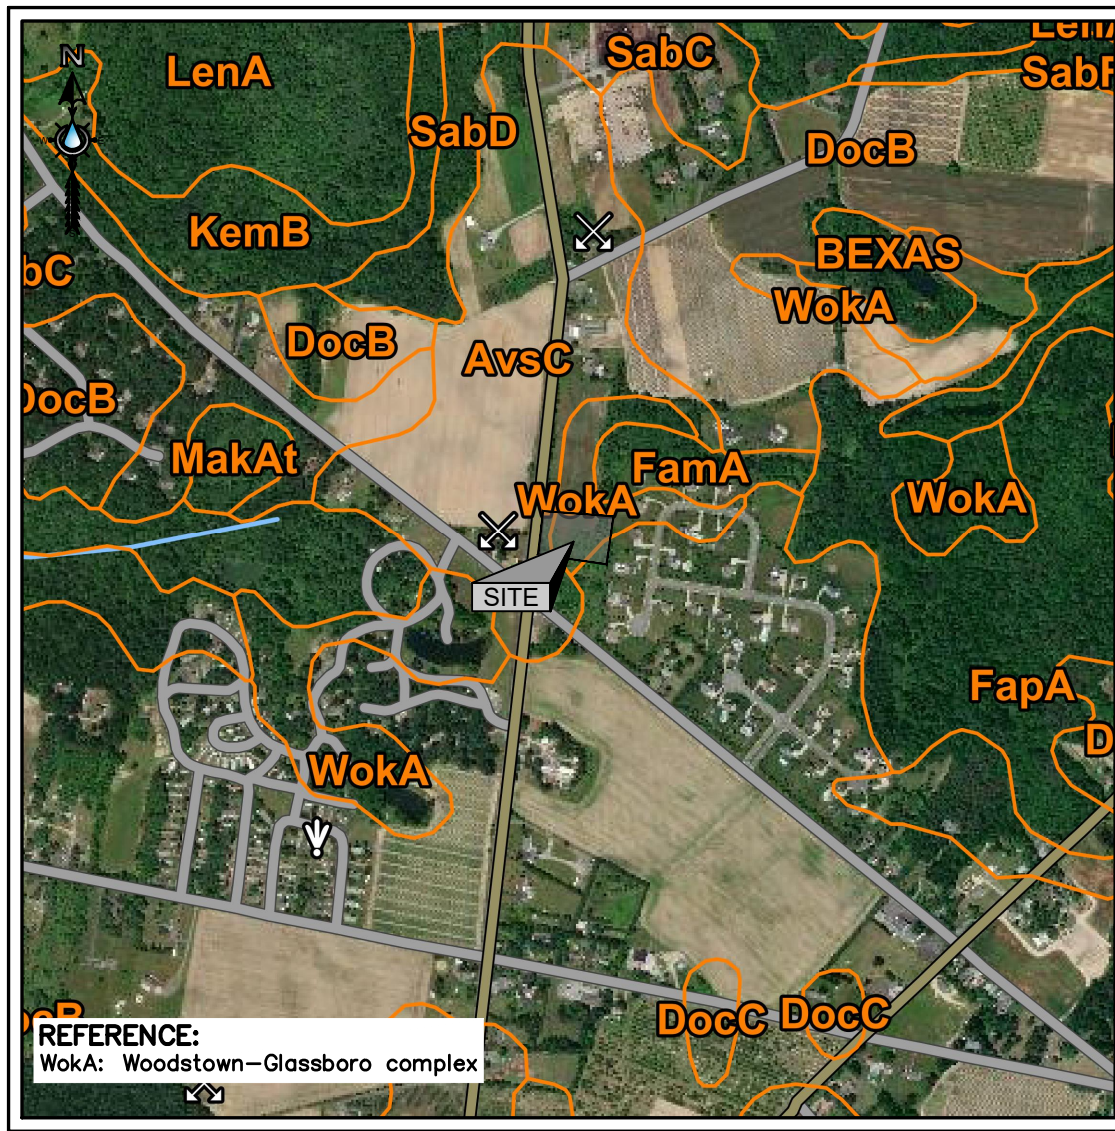 N
LenA
SabC
SabD
DocB
KemB
BEXAS
bC
WokA
DocB
AvsC
DocB
MakAt
FamA
WokA
WokA
SITE
FapA
D
WokA
DocC
DocC
REFERENCE:
WokA: Woodstown-Glassboro complex